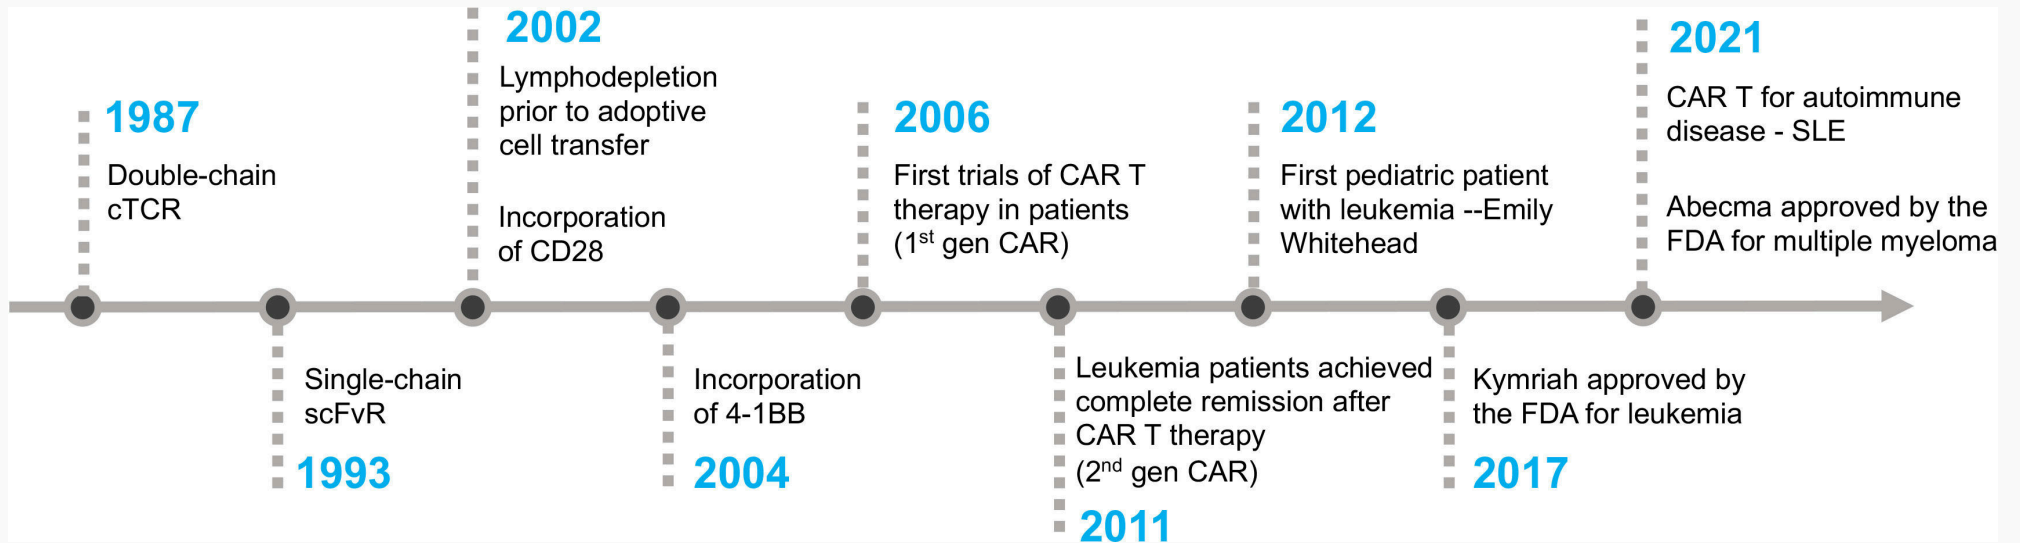 1987
Double-chain
cTCR
Single-chain
scFvR
1993
2002
Lymphodepletion
prior to adoptive
cell transfer
Incorporation
of CD28
Incorporation
of 4-1BB
2004
2006
First trials of CAR T
therapy in patients
(1st gen CAR)
Leukemia patients achieved
complete remission after
CAR T therapy
(2nd gen CAR)
2011
2012
First pediatric patient
with leukemia --Emily
Whitehead
Kymriah approved by
the FDA for leukemia
2017
2021
CAR T for autoimmune
disease - SLE
Abecma approved by the
FDA for multiple myeloma